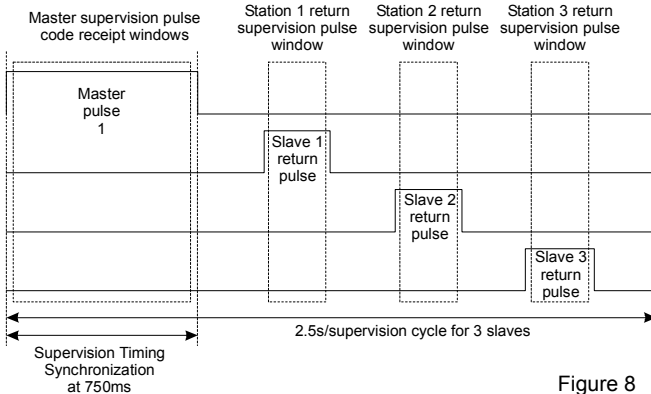 Master supervision pulse
code receipt windows
Station 1 return
supervision pulse
window
Station 2 return
supervision pulse
window
Station 3 return
supervision pulse
window
Master
pulse
1
Slave 1
return
pulse
Slave 2
return
pulse
Slave 3
return
pulse
2.5s/supervision cycle for 3 slaves
Supervision Timing
Synchronization
at 750ms
Figure 8